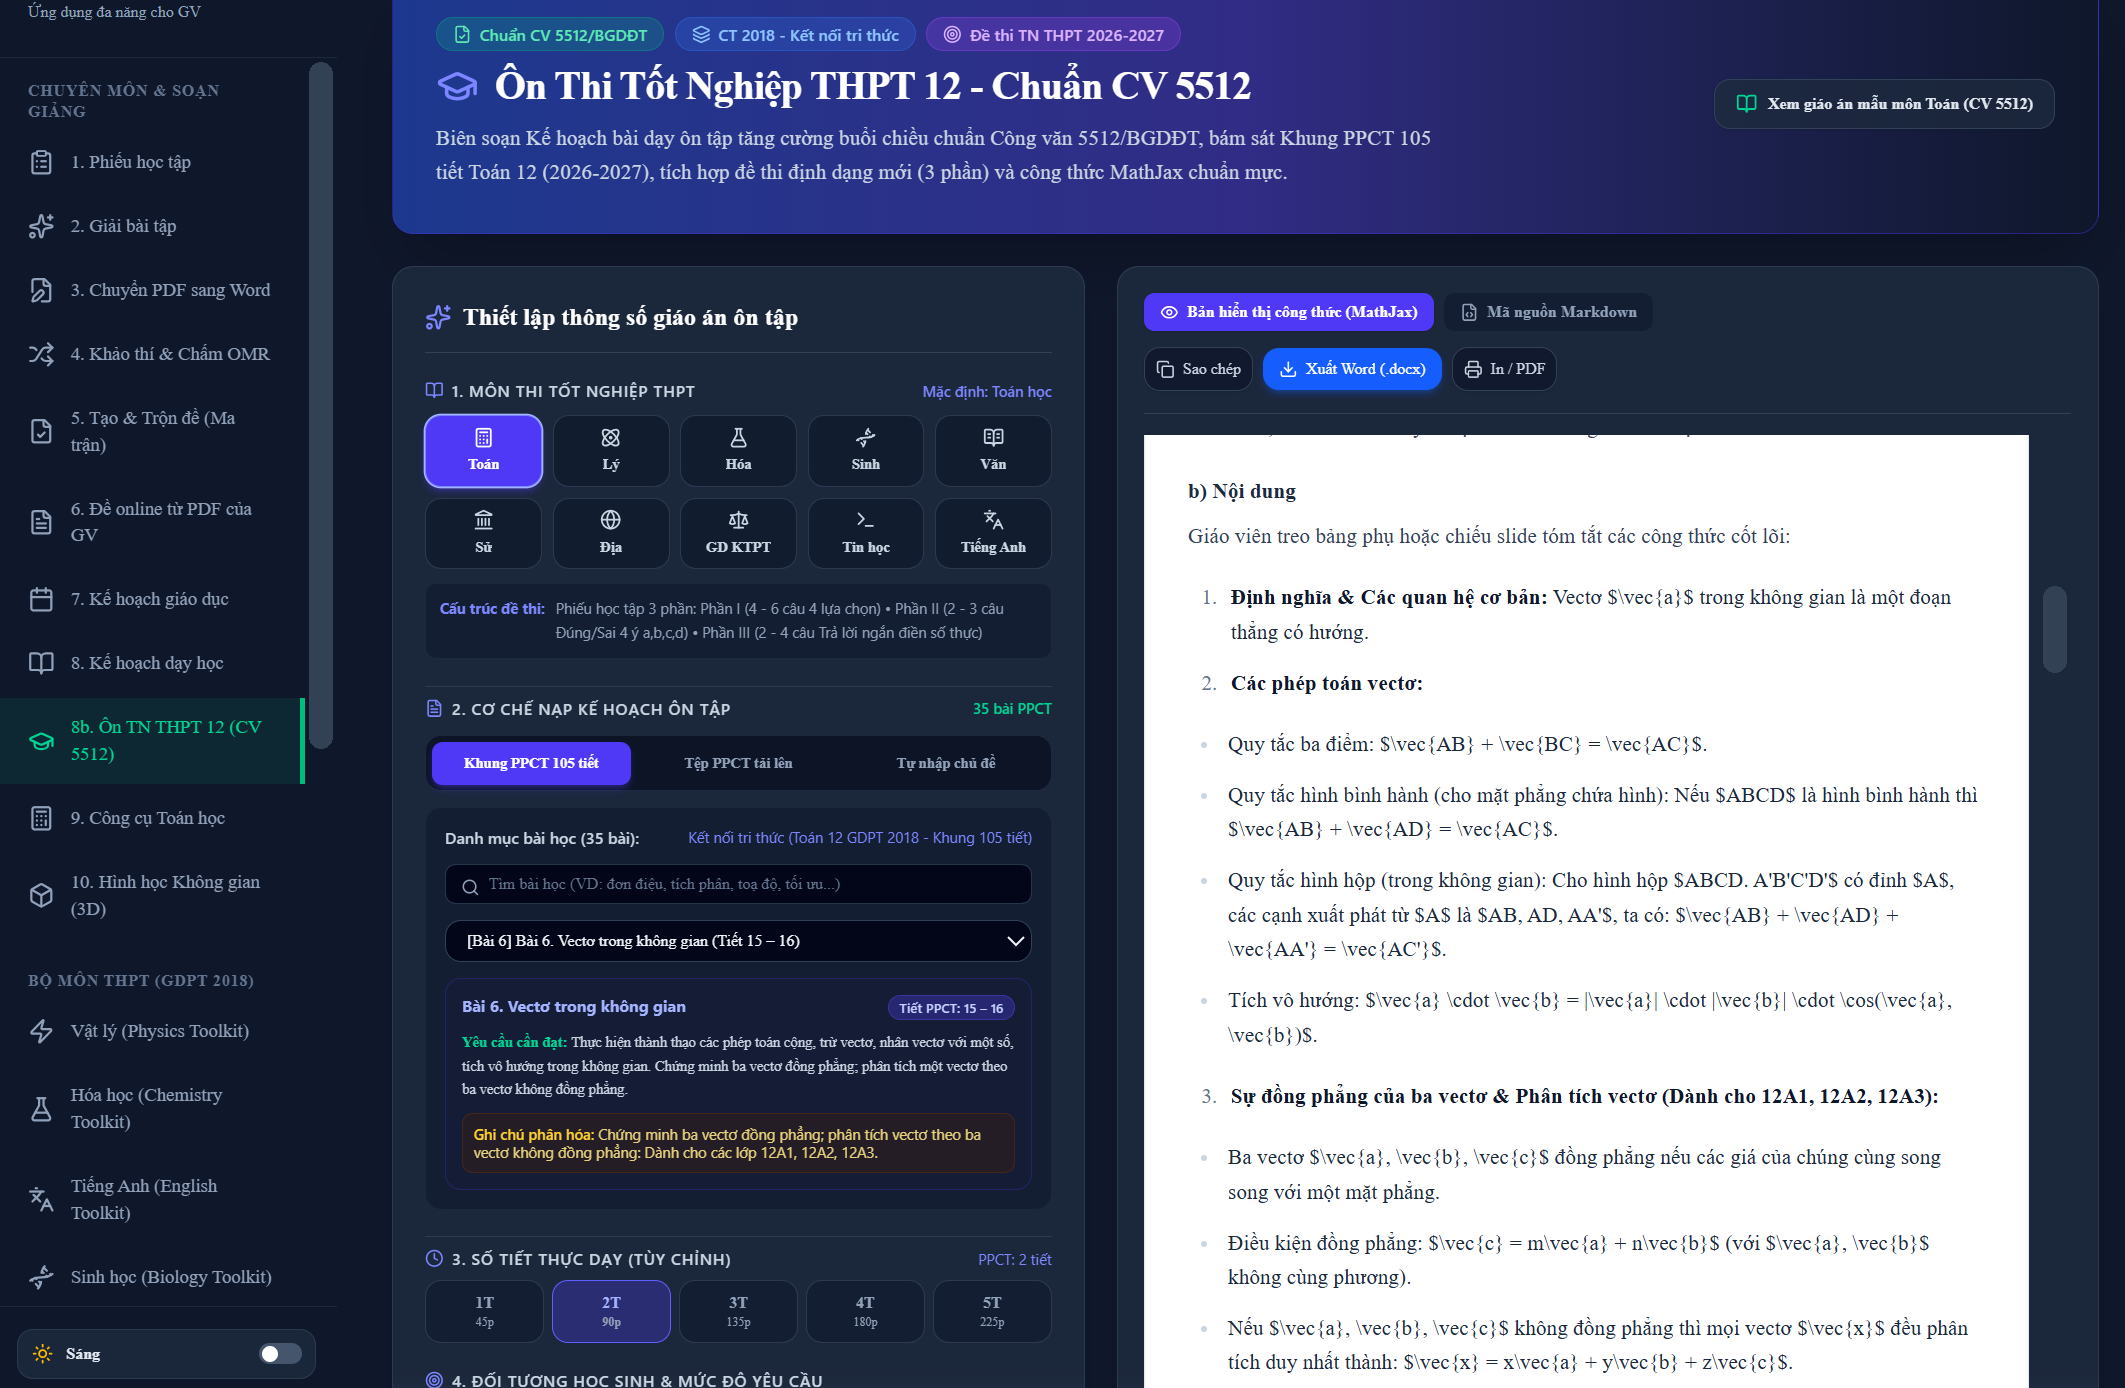 Ứng dụng đa năng cho GV
CHUYÊN MÔN & SOẠN
GIẢNG
1. Phiếu học tập
2. Giải bài tập
3. Chuyển PDF sang Word
4. Khảo thí & Chấm OMR
5. Tạo & Trộn đề (Ma
trận)
6. Đề online từ PDF của
GV
7. Kế hoạch giáo dục
8. Kế hoạch dạy học
8b. Ôn TN THPT 12 (CV
5512)
9. Công cụ Toán học
10. Hình học Không gian
(3D)
BỘ MÔN THPT (GDPT 2018)
Vật lý (Physics Toolkit)
Hóa học (Chemistry
Toolkit)
Tiếng Anh (English
Toolkit)
Sinh học (Biology Toolkit)
Sáng
Chuẩn CV 5512/BGDĐT
CT 2018 - Kết nối tri thức
Đề thi TN THPT 2026-2027
Ôn Thi Tốt Nghiệp THPT 12 - Chuẩn CV 5512
Biên soạn Kế hoạch bài dạy ôn tập tăng cường buổi chiều chuẩn Công văn 5512/BGDĐT, bám sát Khung PPCT 105
tiết Toán 12 (2026-2027), tích hợp đề thi định dạng mới (3 phần) và công thức MathJax chuẩn mực.
Xem giáo án mẫu môn Toán (CV 5512)
Thiết lập thông số giáo án ôn tập
1. MÔN THI TỐT NGHIỆP THPT
Mặc định: Toán học
Toán
Lý
Hóa
Sinh
Văn
Sử
Địa
GD KTPT
Tin học
Tiếng Anh
Cấu trúc đề thi: Phiếu học tập 3 phần: Phần I (4 - 6 câu 4 lựa chọn) • Phần II (2 - 3 câu
Đúng/Sai 4 ý a,b,c,d) • Phần III (2 - 4 câu Trả lời ngắn điền số thực)
2. CƠ CHẾ NẠP KẾ HOẠCH ÔN TẬP
35 bài PPCT
Khung PPCT 105 tiết
Tệp PPCT tải lên
Tự nhập chủ đề
Danh mục bài học (35 bài):
Kết nối tri thức (Toán 12 GDPT 2018 - Khung 105 tiết)
Tìm bài học (VD: đơn điệu, tích phân, toạ độ, tối ưu...)
[Bài 6] Bài 6. Vectơ trong không gian (Tiết 15 – 16)
Bài 6. Vectơ trong không gian
Tiết PPCT: 15 – 16
Yêu cầu cần đạt: Thực hiện thành thạo các phép toán cộng, trừ vectơ, nhân vectơ với một số,
tích vô hướng trong không gian. Chứng minh ba vectơ đồng phẳng; phân tích một vectơ theo
ba vectơ không đồng phẳng.
Ghi chú phân hóa: Chứng minh ba vectơ đồng phẳng; phân tích vectơ theo ba
vectơ không đồng phẳng: Dành cho các lớp 12A1, 12A2, 12A3.
3. SỐ TIẾT THỰC DẠY (TÙY CHỈNH)
PPCT: 2 tiết
1T
45p
2T
90p
3T
135p
4T
180p
5T
225p
4. ĐỐI TƯỢNG HỌC SINH & MỨC ĐỘ YÊU CẦU
Bản hiển thị công thức (MathJax)
Mã nguồn Markdown
Sao chép
Xuất Word (.docx)
In / PDF
b) Nội dung
Giáo viên treo bảng phụ hoặc chiếu slide tóm tắt các công thức cốt lõi:
1. Định nghĩa & Các quan hệ cơ bản: Vectơ $\vec{a}$ trong không gian là một đoạn
thẳng có hướng.
2. Các phép toán vectơ:
Quy tắc ba điểm: $\vec{AB} + \vec{BC} = \vec{AC}$.
Quy tắc hình bình hành (cho mặt phẳng chứa hình): Nếu $ABCD$ là hình bình hành thì
$\vec{AB} + \vec{AD} = \vec{AC}$.
Quy tắc hình hộp (trong không gian): Cho hình hộp $ABCD. A'B'C'D'$ có đỉnh $A$,
các cạnh xuất phát từ $A$ là $AB, AD, AA'$, ta có: $\vec{AB} + \vec{AD} +
\vec{AA'} = \vec{AC'}$.
Tích vô hướng: $\vec{a} \cdot \vec{b} = |\vec{a}| \cdot |\vec{b}| \cdot \cos(\vec{a},
\vec{b})$.
3. Sự đồng phẳng của ba vectơ & Phân tích vectơ (Dành cho 12A1, 12A2, 12A3):
Ba vectơ $\vec{a}, \vec{b}, \vec{c}$ đồng phẳng nếu các giá của chúng cùng song
song với một mặt phẳng.
Điều kiện đồng phẳng: $\vec{c} = m\vec{a} + n\vec{b}$ (với $\vec{a}, \vec{b}$
không cùng phương).
Nếu $\vec{a}, \vec{b}, \vec{c}$ không đồng phẳng thì mọi vectơ $\vec{x}$ đều phân
tích duy nhất thành: $\vec{x} = x\vec{a} + y\vec{b} + z\vec{c}$.